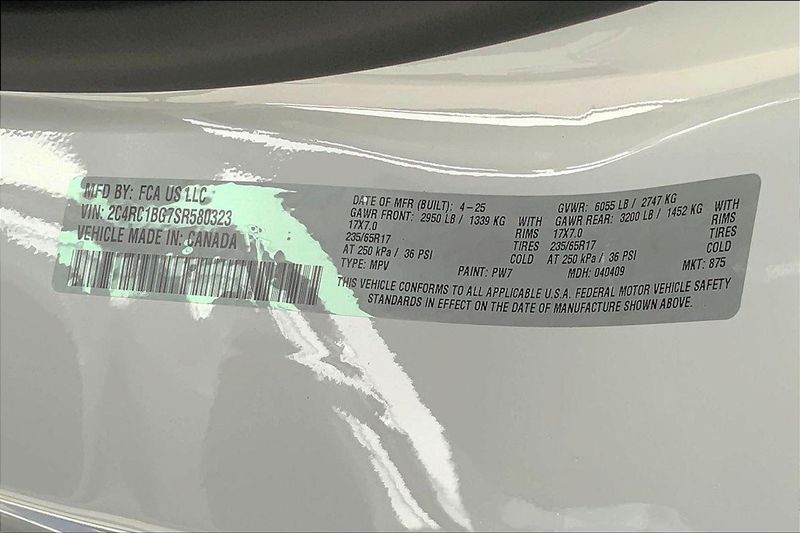 MFD BY: FCA US LLC
VIN: 2C4RC1BG7SR580323
VEHICLE MADE IN: CANADA
DATE OF MFR (BUILT): 4-25
GAWR FRONT: 2950 LB / 1339 KG WITH
17X7.0 RIMS
235/65R17 TIRES
AT 250 kPa / 36 PSI COLD
TYPE: MPV PAINT: PW7
GVWR: 6055 LB / 2747 KG
GAWR REAR: 3200 LB / 1452 KG WITH
17X7.0 RIMS
235/65R17 TIRES
AT 250 kPa / 36 PSI COLD
MDH: 040409 MKT: 875
THIS VEHICLE CONFORMS TO ALL APPLICABLE U.S.A. FEDERAL MOTOR VEHICLE SAFETY
STANDARDS IN EFFECT ON THE DATE OF MANUFACTURE SHOWN ABOVE.